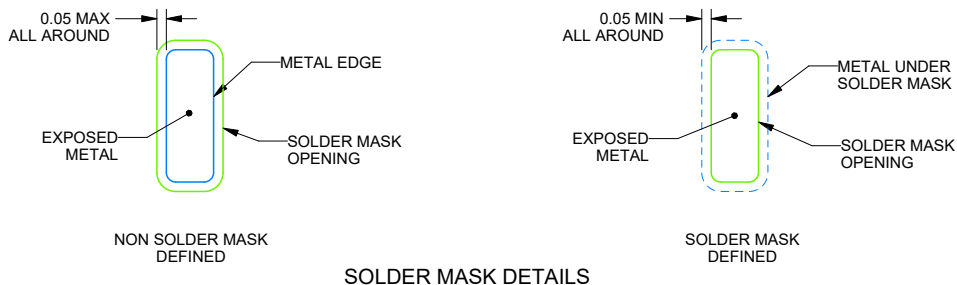 0.05 MAX
ALL AROUND
METAL EDGE
EXPOSED
METAL
SOLDER MASK
OPENING
NON SOLDER MASK
DEFINED
0.05 MIN
ALL AROUND
METAL UNDER
SOLDER MASK
EXPOSED
METAL
SOLDER MASK
OPENING
SOLDER MASK
DEFINED
SOLDER MASK DETAILS